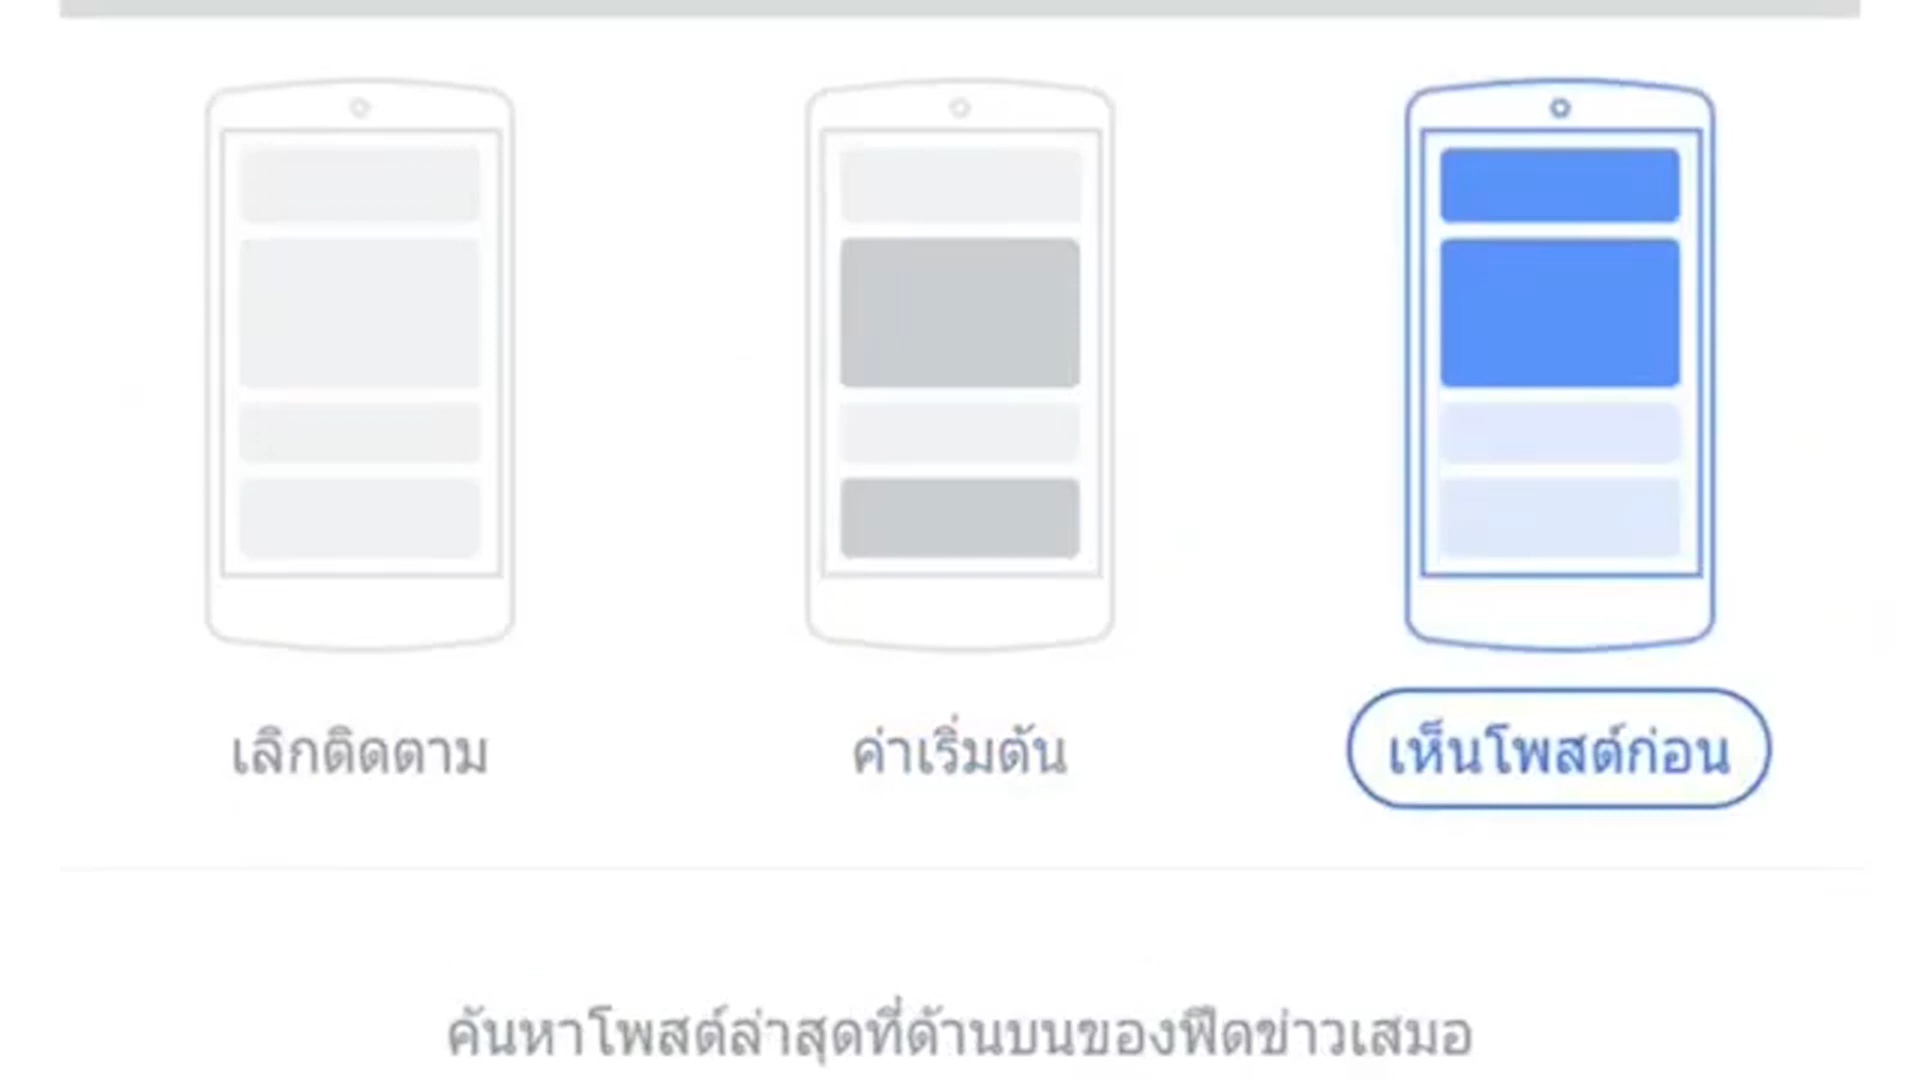 เลิกติดตาม
ค่าเริ่มต้น
เห็นโพสต์ก่อน
ค้นหาโพสต์ล่าสุดที่ด้านบนของฟีดข่าวเสมอ